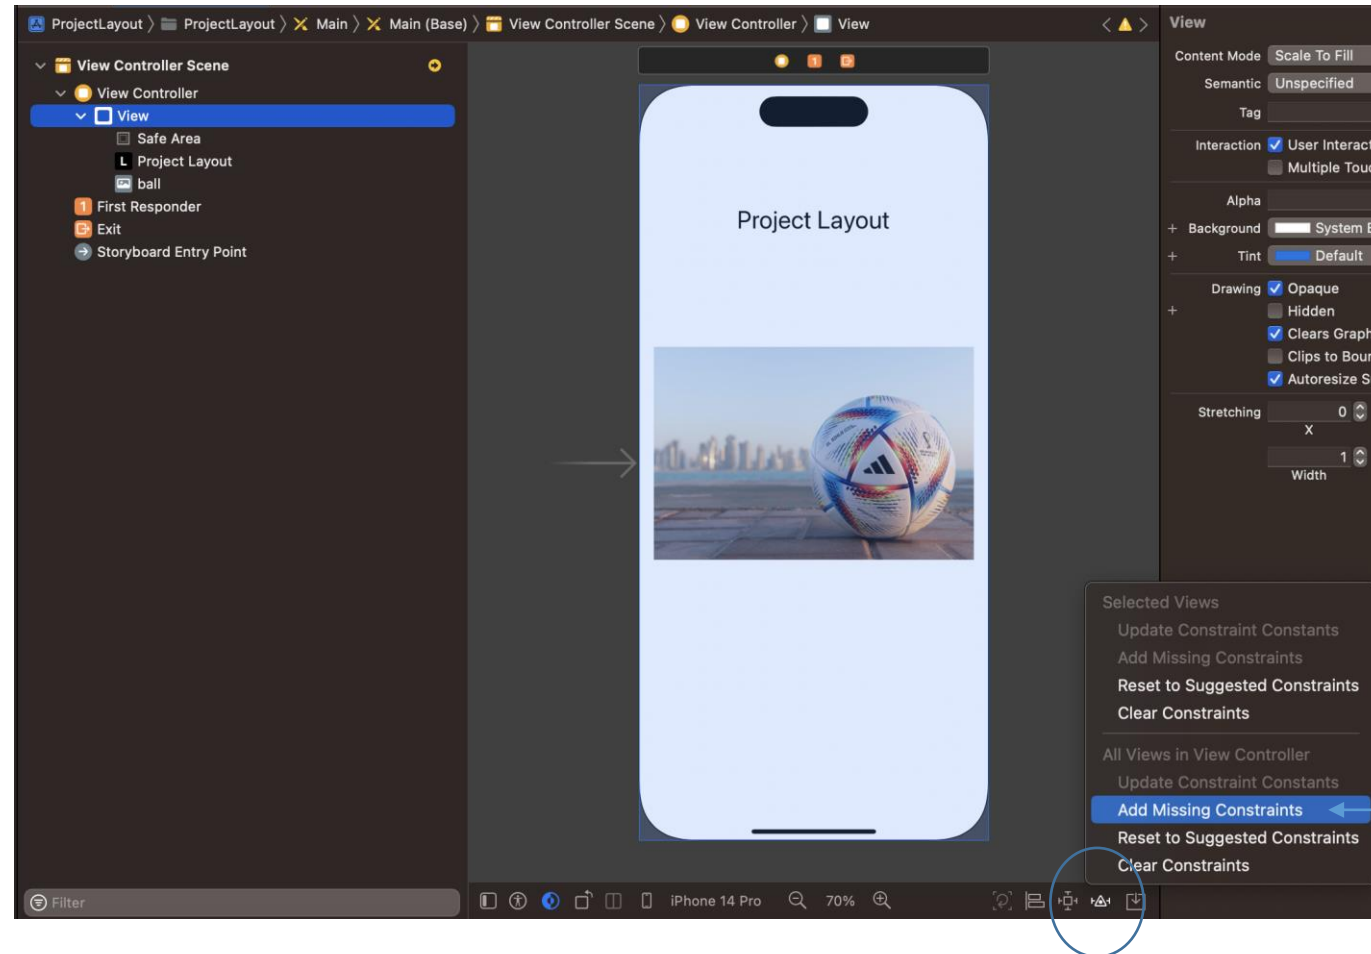 ProjectLayout 〉 ProjectLayout 〉 Main 〉 Main (Base) 〉 View Controller Scene 〉 View Controller 〉 View
View Controller Scene
View Controller
View
Safe Area
L Project Layout
ball
1 First Responder
Exit
Storyboard Entry Point
Filter
1
Project Layout
iPhone 14 Pro
70%
View
Content Mode Scale To Fill
Semantic Unspecified
Tag
Interaction User Interact
Multiple Touc
Alpha
+ Background System B
+ Tint Default
Drawing Opaque
+ Hidden
Clears Graph
Clips to Bour
Autoresize S
Stretching 0
X
1
Width
Selected Views
Update Constraint Constants
Add Missing Constraints
Reset to Suggested Constraints
Clear Constraints
All Views in View Controller
Update Constraint Constants
Add Missing Constraints
Reset to Suggested Constraints
Clear Constraints